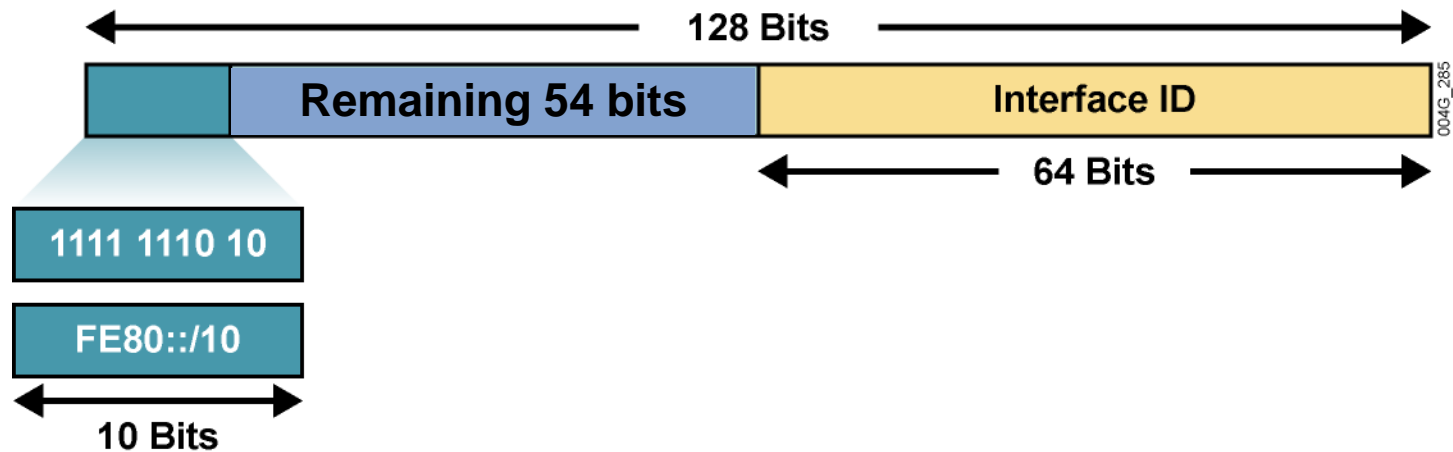 128 Bits
Remaining 54 bits
Interface ID
004G_285
64 Bits
1111 1110 10
FE80::/10
10 Bits